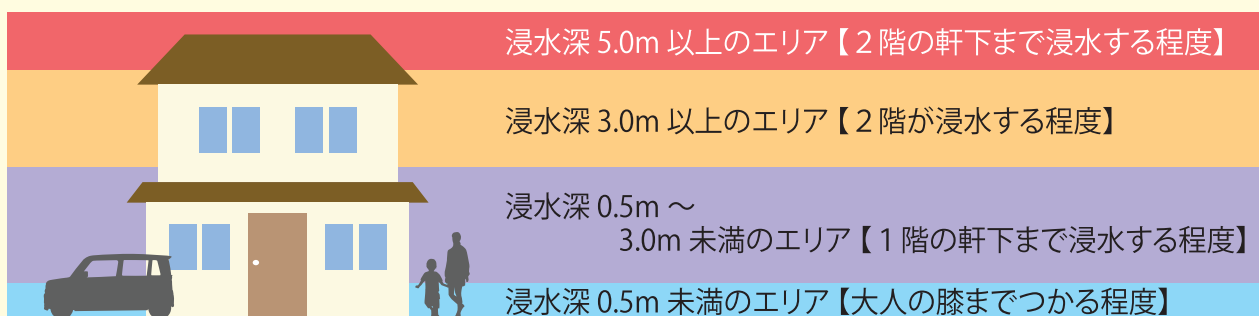 浸水深 5.0m 以上のエリア【２階の軒下まで浸水する程度】
浸水深 3.0m 以上のエリア【２階が浸水する程度】
浸水深 0.5m ～
3.0m 未満のエリア【１階の軒下まで浸水する程度】
浸水深 0.5m 未満のエリア【大人の膝までつかる程度】